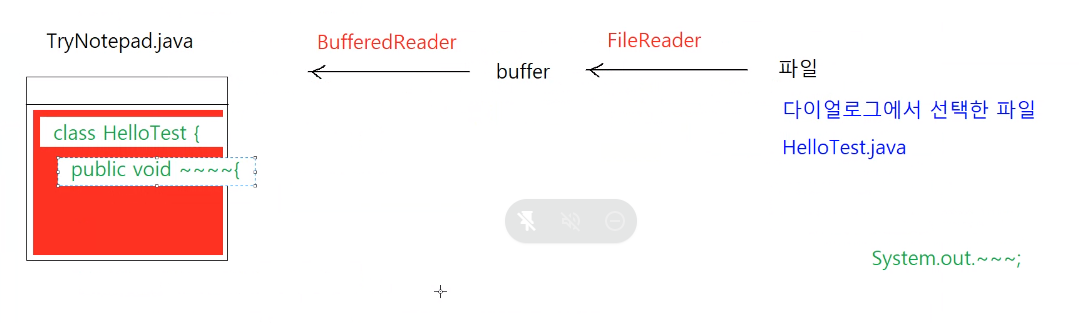 TryNotepad.java
BufferedReader
FileReader
buffer
파일
다이얼로그에서 선택한 파일
HelloTest.java
class HelloTest {
public void ~~~~{
System.out.~~~;